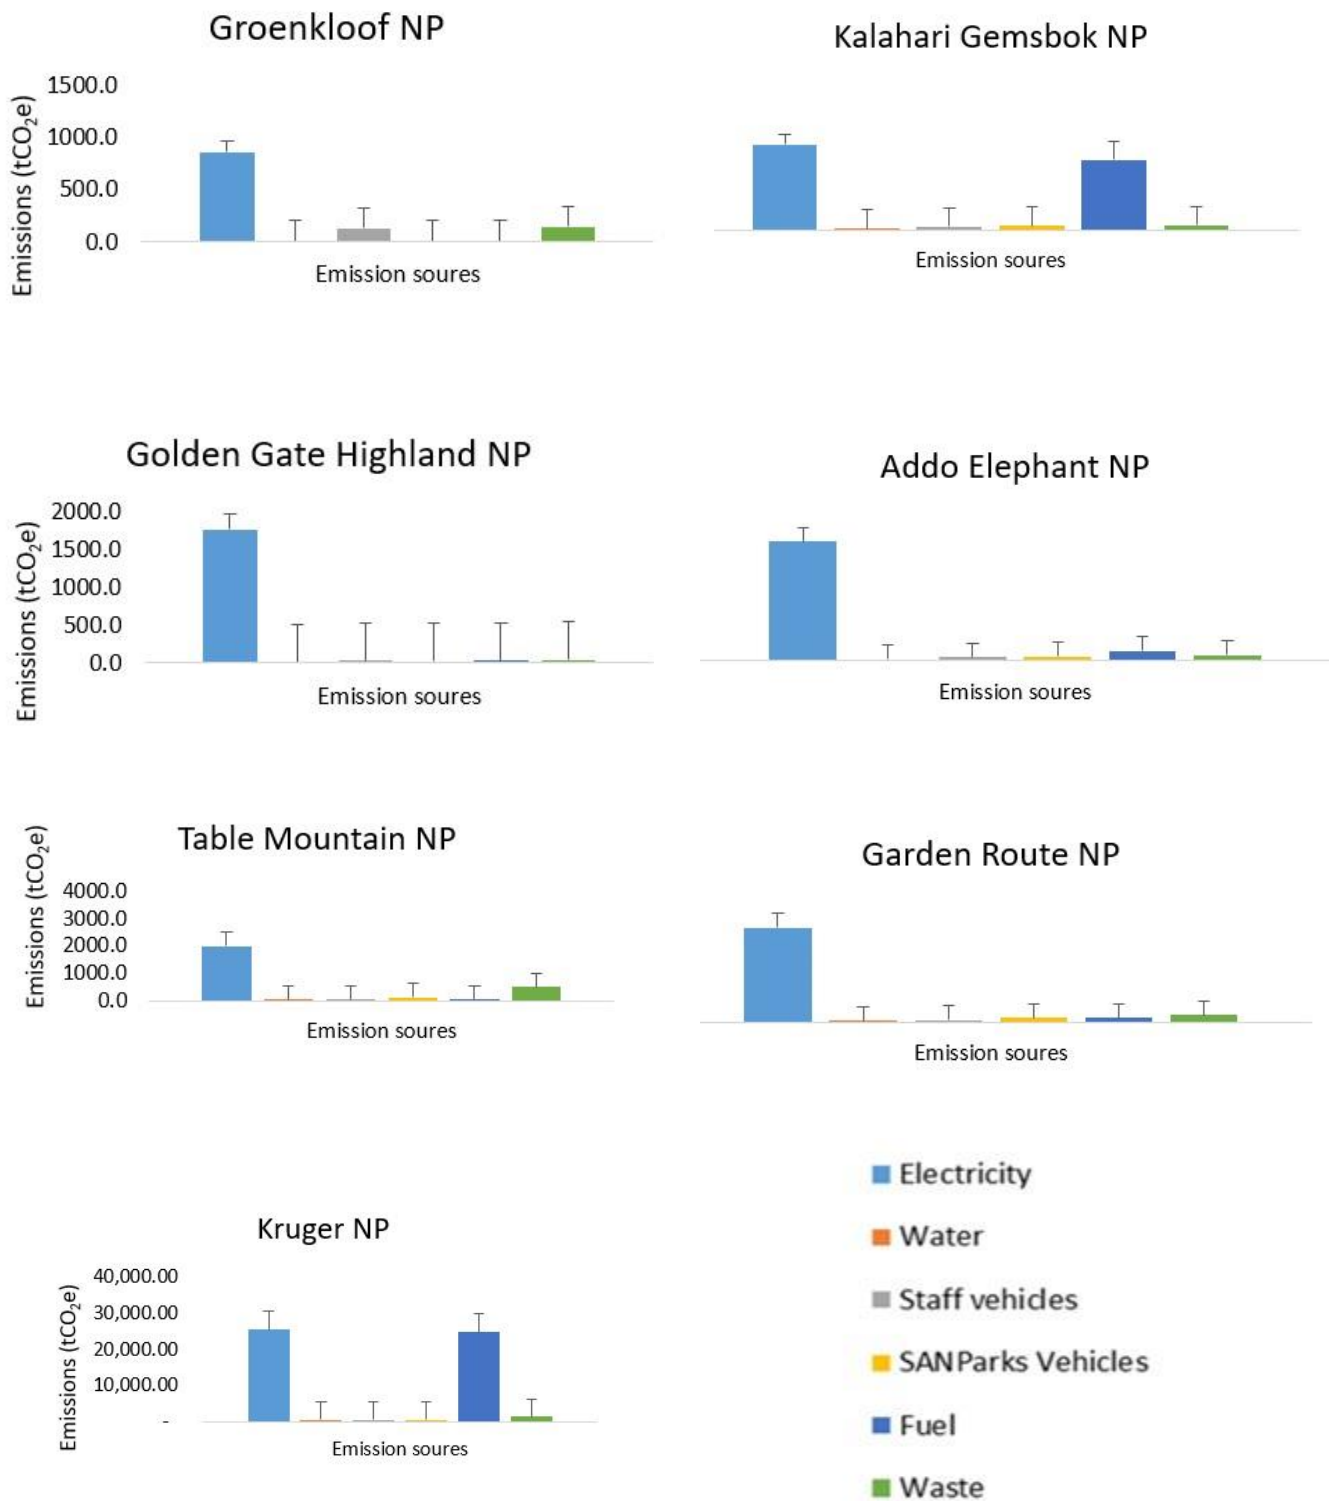 Groenkloof NP
Emissions (tCO₂e)
1500.0
1000.0
500.0
0.0
Emission soures
Kalahari Gemsbok NP
Emission soures
Golden Gate Highland NP
Emissions (tCO₂e)
2000.0
1500.0
1000.0
500.0
0.0
Emission soures
Addo Elephant NP
Emission soures
Table Mountain NP
Emissions (tCO₂e)
4000.0
3000.0
2000.0
1000.0
0.0
Emission soures
Garden Route NP
Emission soures
Kruger NP
Emissions (tCO₂e)
40,000.00
30,000.00
20,000.00
10,000.00
-
Emission soures
Electricity
Water
Staff vehicles
SANParks Vehicles
Fuel
Waste